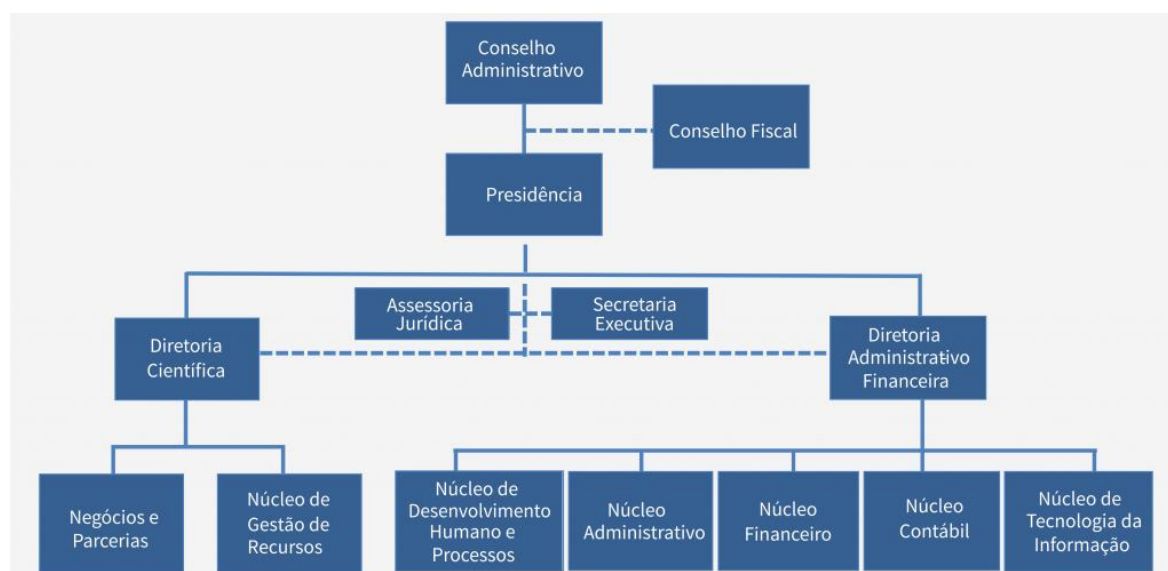 Conselho
Administrativo
Conselho Fiscal
Presidência
Assessoria
Jurídica
Secretaria
Executiva
Diretoria
Científica
Diretoria
Administrativo-
Financeira
Negócios e
Parcerias
Núcleo de
Gestão de
Recursos
Núcleo de
Desenvolvimento
Humano e
Processos
Núcleo
Administrativo
Núcleo
Financeiro
Núcleo
Contábil
Núcleo de
Tecnologia da
Informação